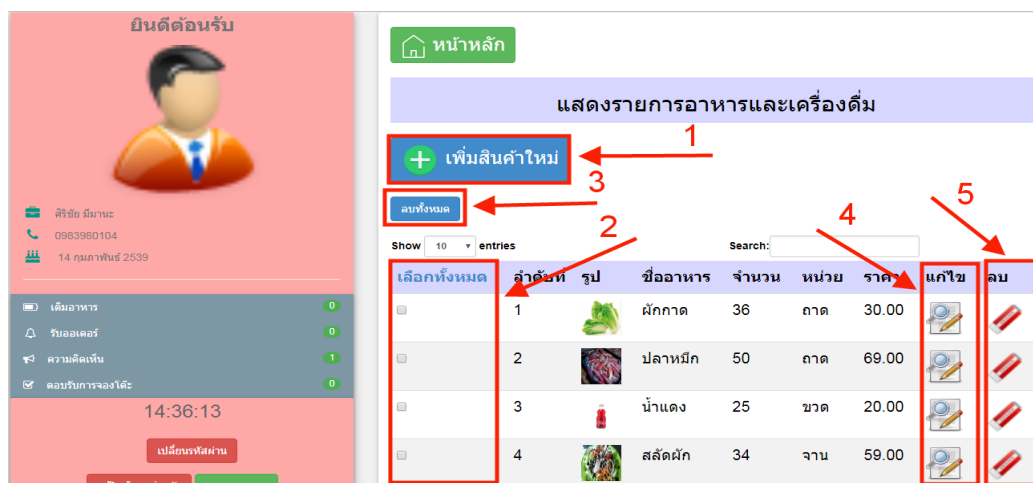 ยินดีต้อนรับ
ศิริชัย มีมานะ
0983980104
14 กุมภาพันธ์ 2539
เติมอาหาร 0
รับออเดอร์ 0
ความคิดเห็น 1
ตอบรับการจองโต๊ะ 0
14:36:13
เปลี่ยนรหัสผ่าน
หน้าหลัก
แสดงรายการอาหารและเครื่องดื่ม
1
เพิ่มสินค้าใหม่
3
ลบทั้งหมด
2
4
5
Show 10 entries
Search:
เลือกทั้งหมด ลำดับที่ รูป ชื่ออาหาร จำนวน หน่วย ราคา แก้ไข ลบ
1 ผักกาด 36 ถาด 30.00
2 ปลาหมึก 50 ถาด 69.00
3 น้ำแดง 25 ขวด 20.00
4 สลัดผัก 34 จาน 59.00